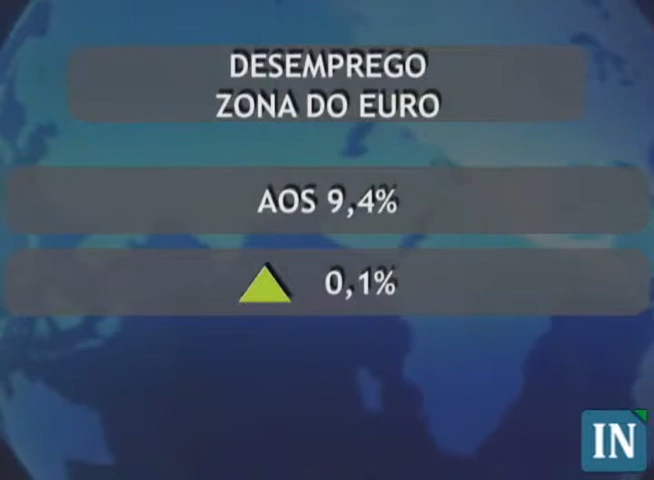 DESEMPREGO
ZONA DO EURO
AOS 9,4%
0,1%
IN